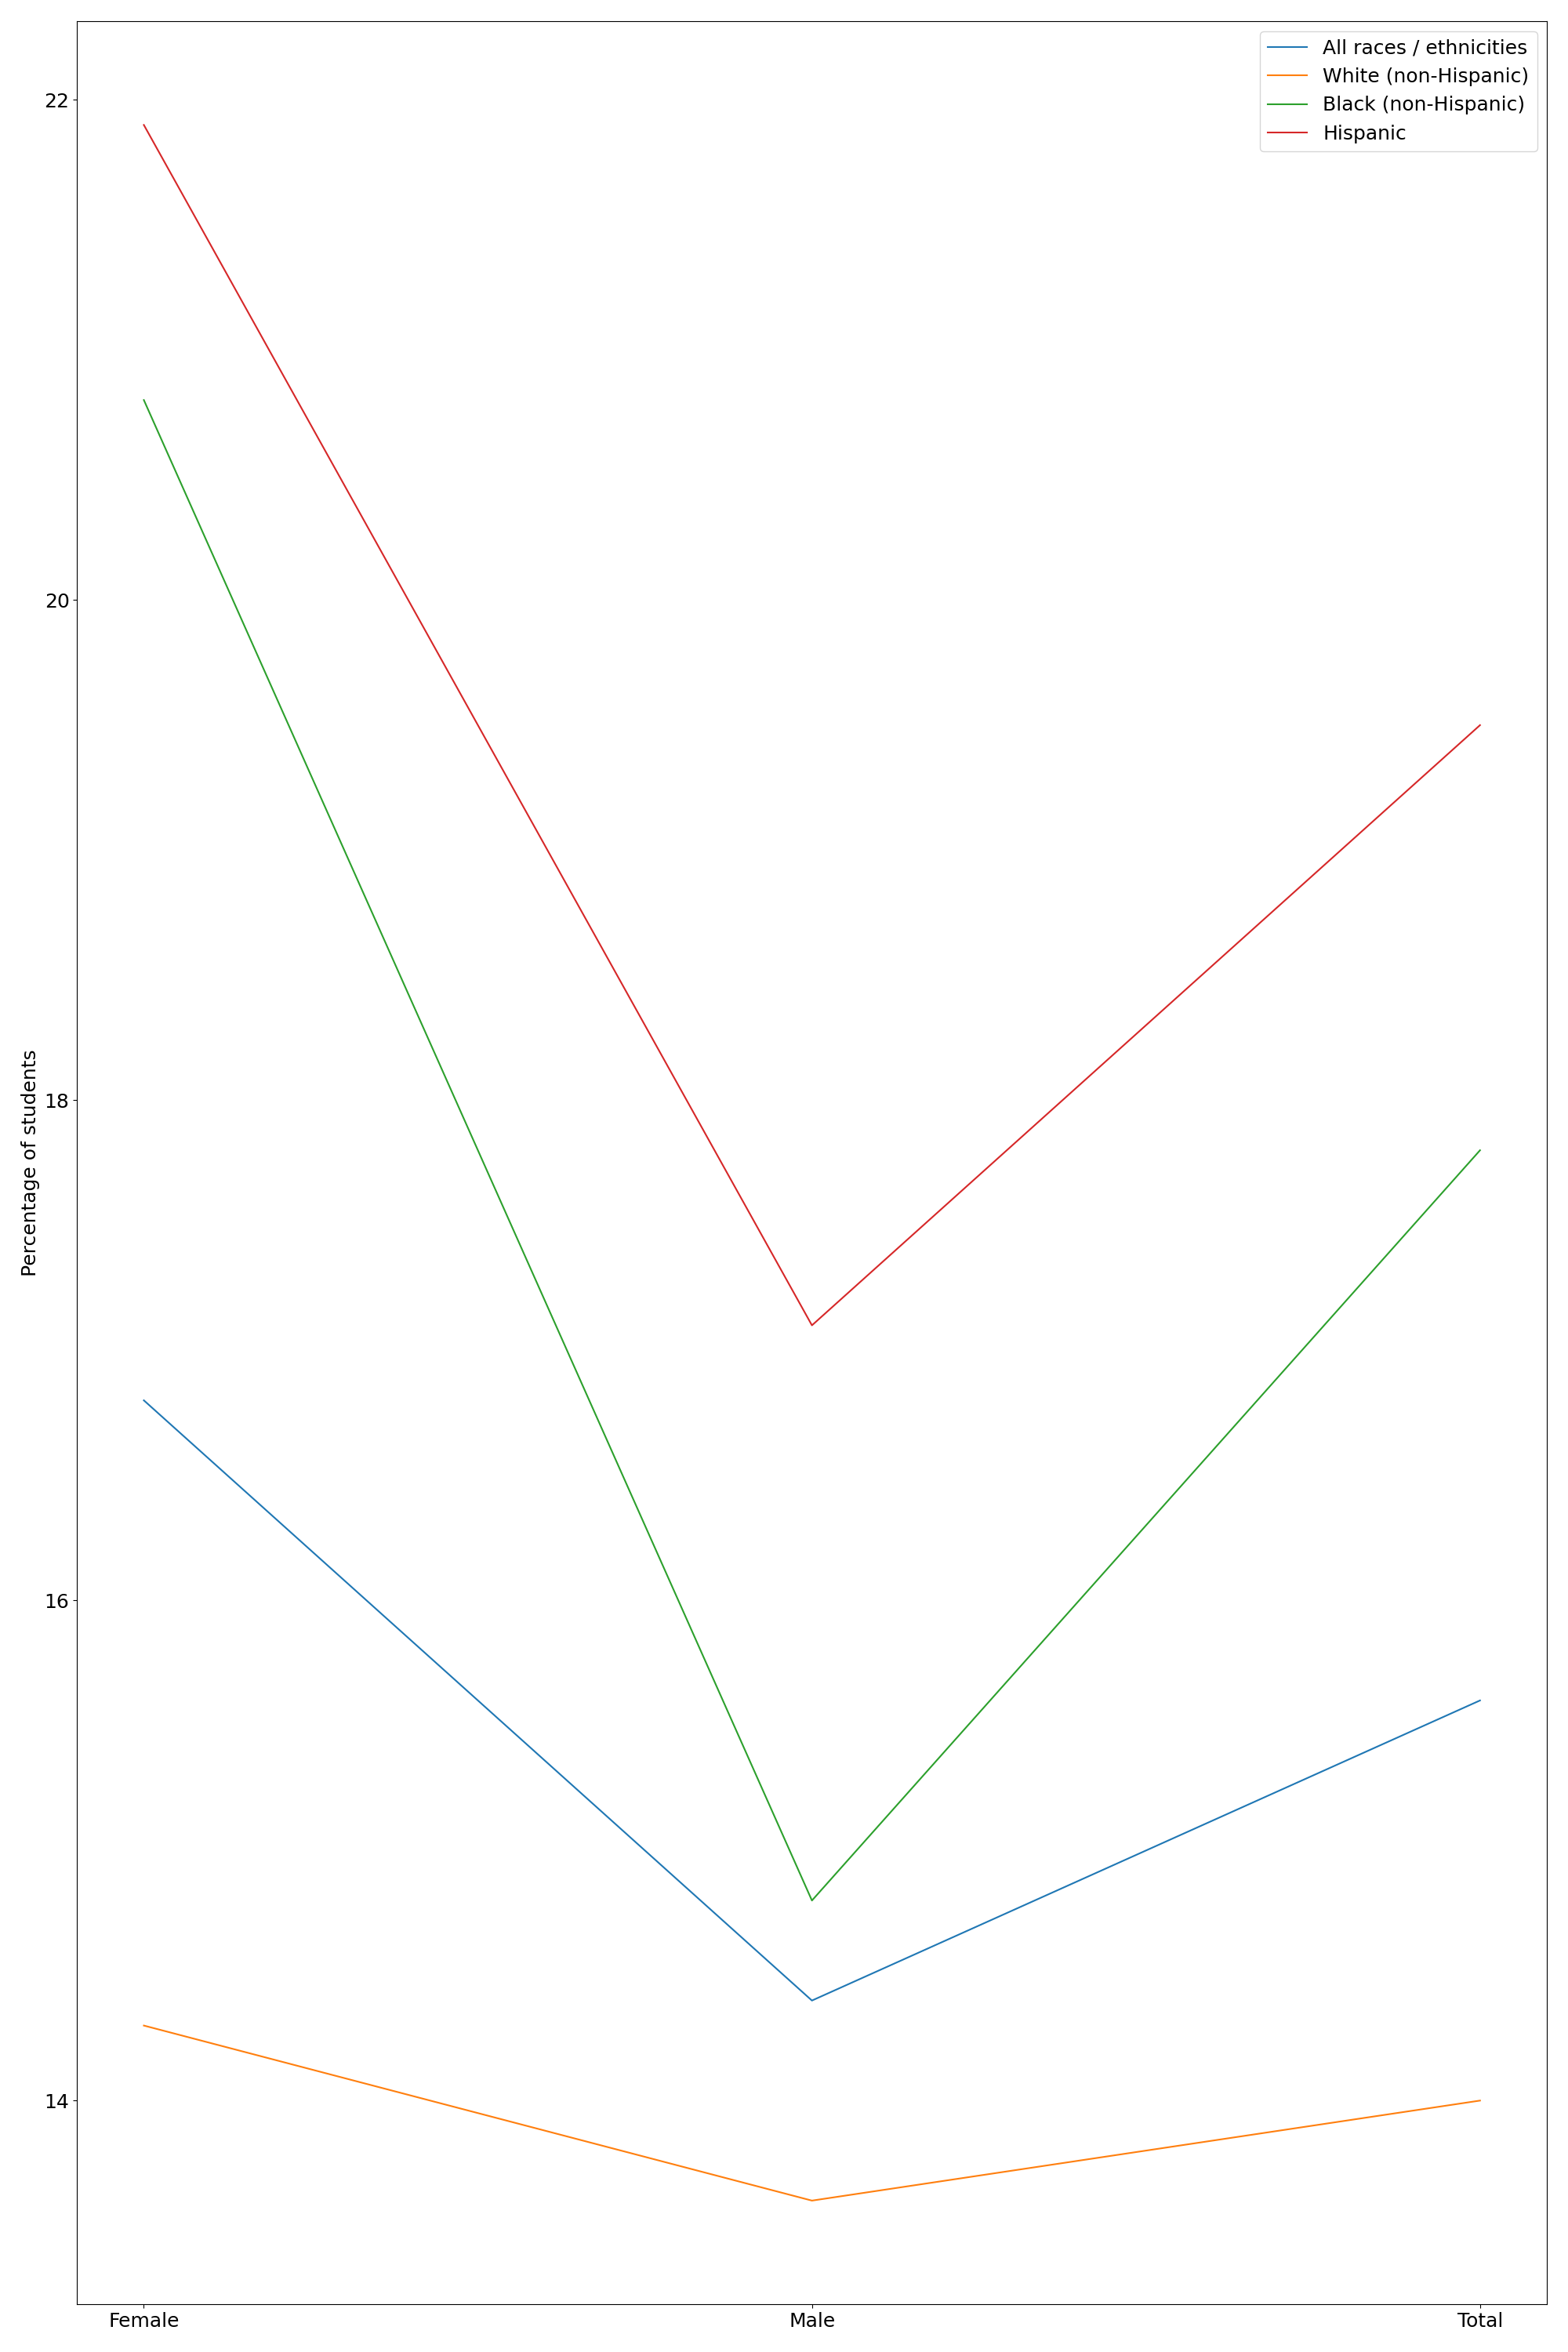 All races / ethnicities
White (non-Hispanic)
Black (non-Hispanic)
Hispanic
Percentage of students
22
20
18
16
14
Female Male Total